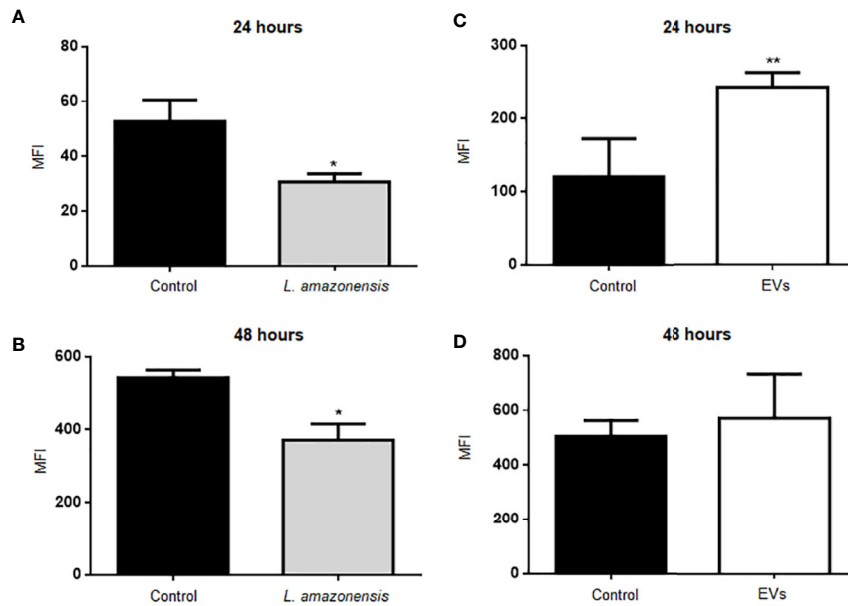 A
24 hours
80
60
40
20
0
MFI
*
Control
L. amazonensis
B
48 hours
600
400
200
0
MFI
*
Control
L. amazonensis
C
24 hours
300
200
100
0
MFI
**
Control
EVs
D
48 hours
800
600
400
200
0
MFI
Control
EVs